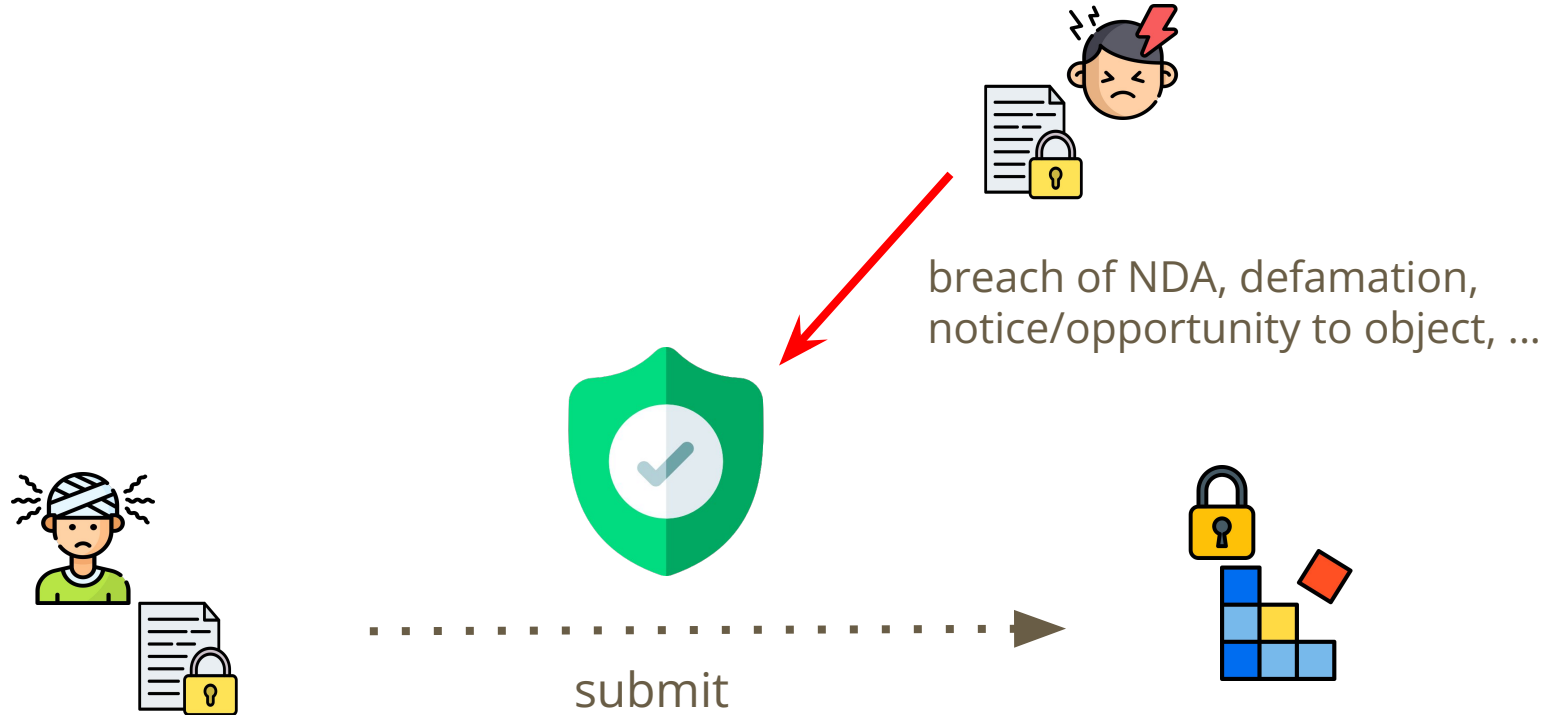 breach of NDA, defamation,
notice/opportunity to object, ...
submit